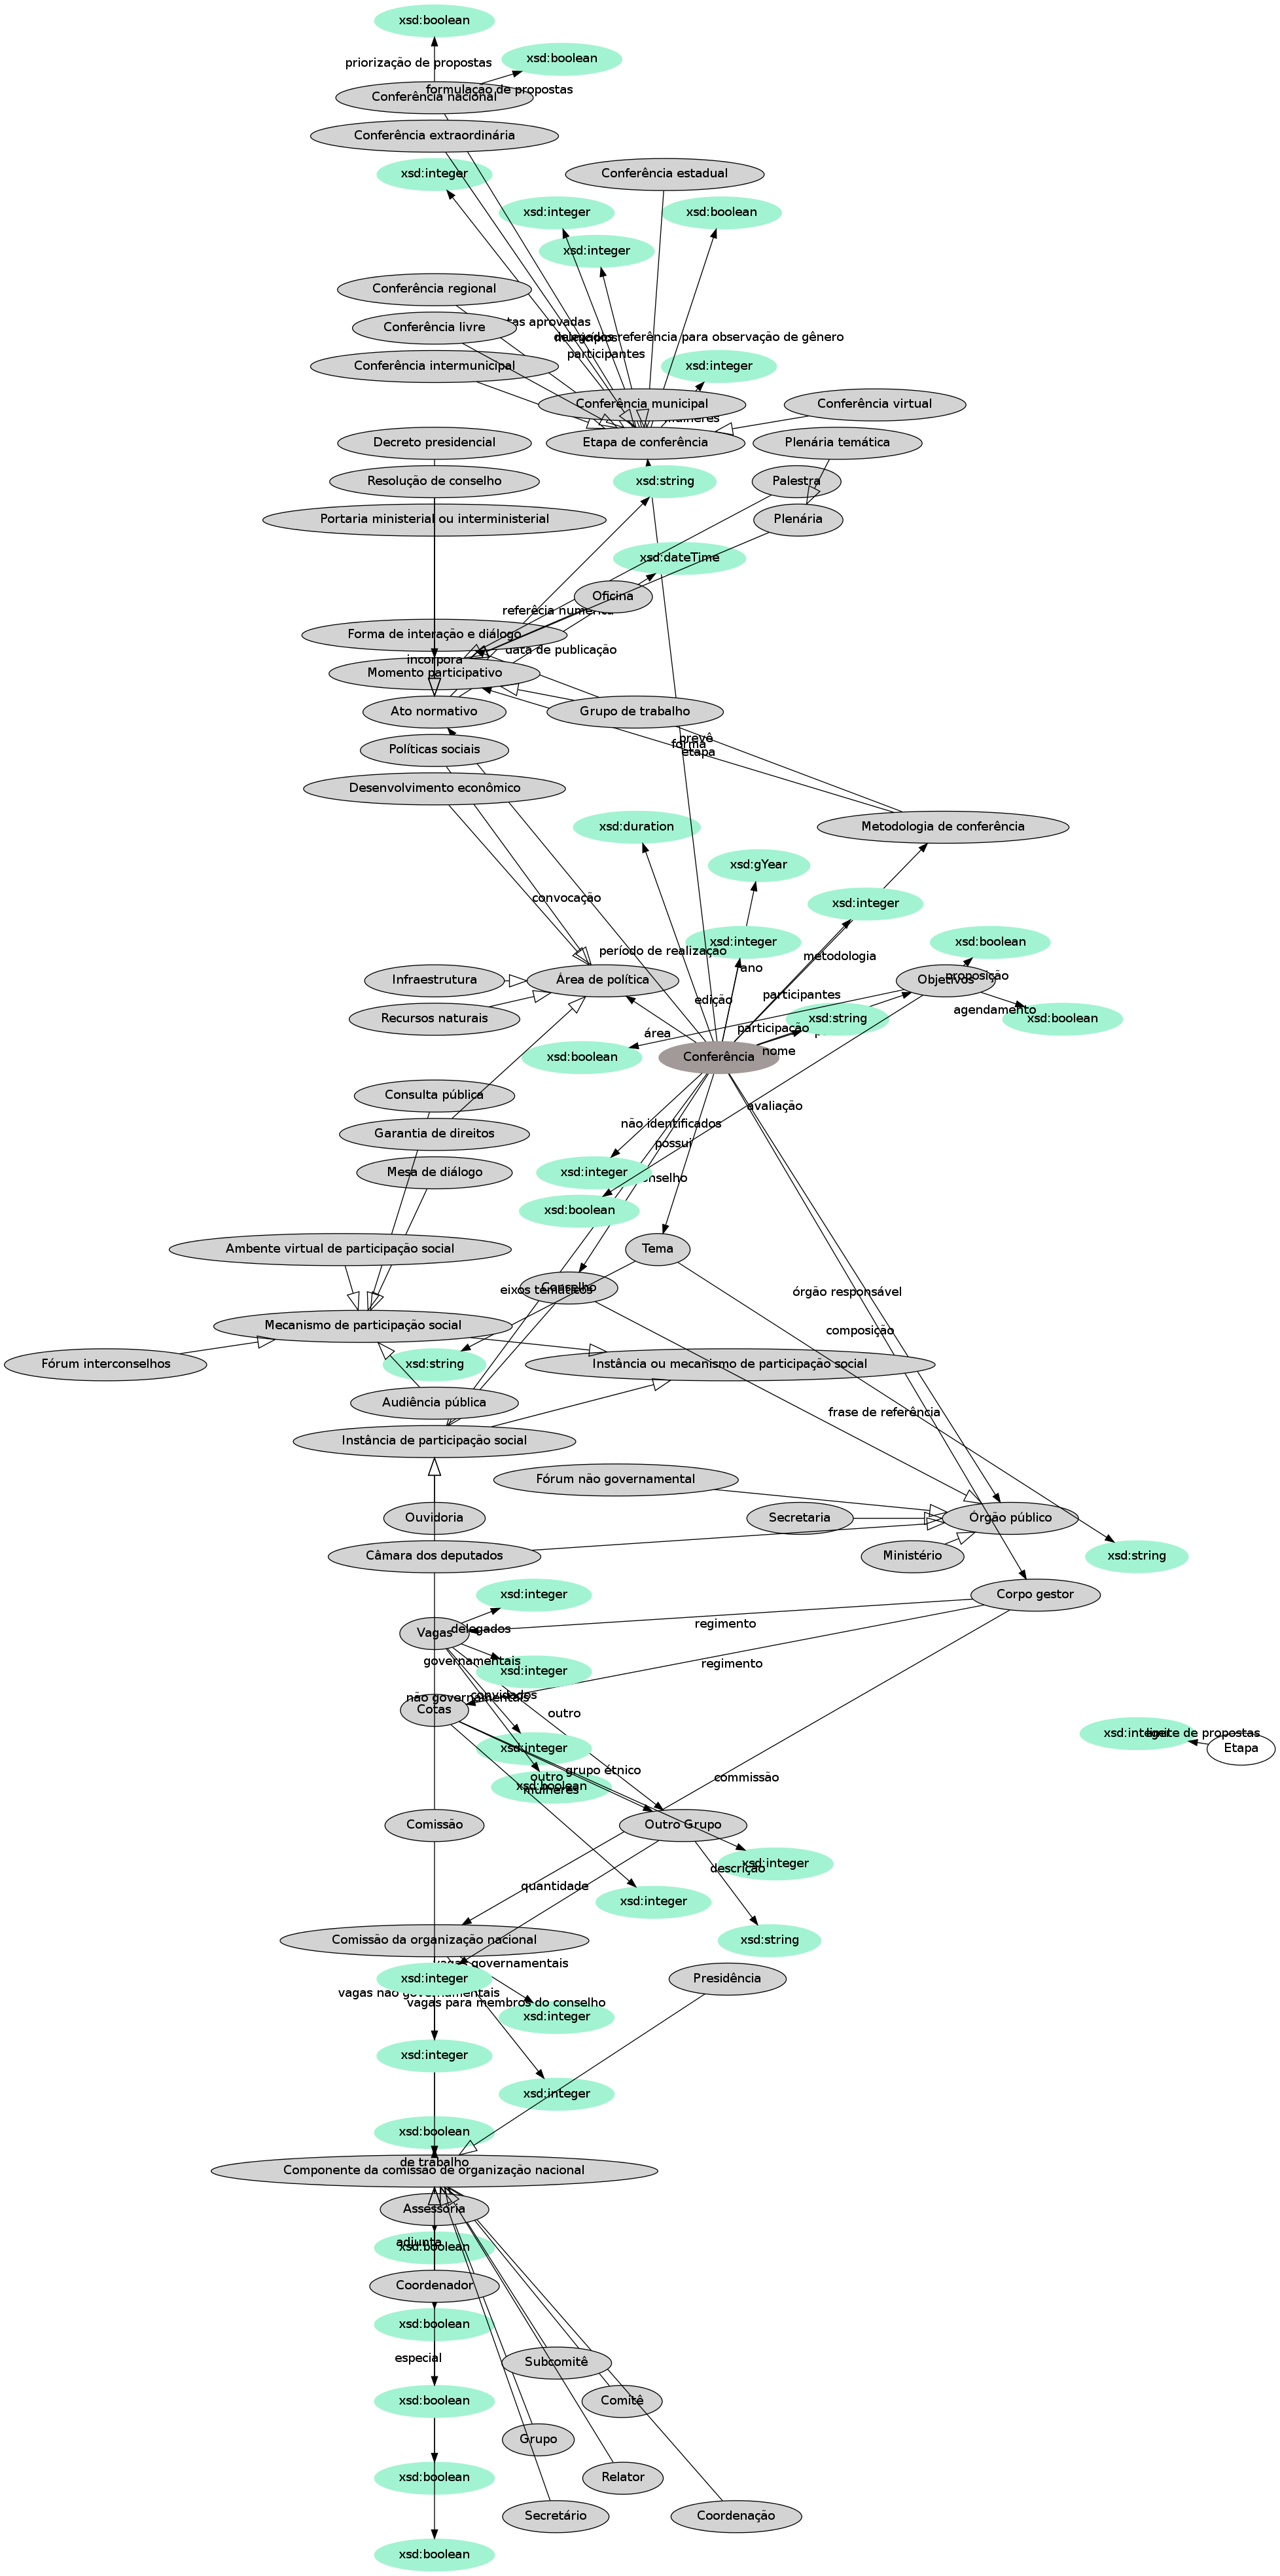 xsd:boolean
xsd:boolean
priorização de propostas
formulação de propostas
Conferência nacional
Conferência extraordinária
xsd:integer
Conferência estadual
xsd:integer
xsd:boolean
xsd:integer
Conferência regional
Conferência livre
tas aprovadas
referência para observação de gênero
participantes
Conferência intermunicipal
xsd:integer
Conferência municipal
Conferência virtual
Etapa de conferência
Decreto presidencial
Plenária temática
Resolução de conselho
xsd:string
Palestra
Portaria ministerial ou interministerial
Plenária
xsd:dateTime
Oficina
referêcia numérica
Forma de interação e diálogo
data de publicação
incorpora
Momento participativo
Ato normativo
Grupo de trabalho
prevê
forma
etapa
Políticas sociais
Desenvolvimento econômico
xsd:duration
Metodologia de conferência
xsd:gYear
convocação
xsd:integer
xsd:integer
xsd:boolean
período de realização
metodologia
ano
Infraestrutura
Área de política
Objetivos
proposição
participantes
edição
agendamento
Recursos naturais
xsd:string
xsd:boolean
participação
área
nome
xsd:boolean
Conferência
Consulta pública
avaliação
Garantia de direitos
não identificados
possui
Mesa de diálogo
xsd:integer
onselho
xsd:boolean
Ambente virtual de participação social
Tema
Conselho
eixos temáticos
órgão responsável
Mecanismo de participação social
composição
Fórum interconselhos
xsd:string
Instância ou mecanismo de participação social
Audiência pública
frase de referência
Instância de participação social
Fórum não governamental
Ouvidoria
Secretaria
Órgão público
Câmara dos deputados
Ministério
xsd:string
xsd:integer
Corpo gestor
Vagas
delegados
regimento
governamentais
xsd:integer
regimento
convidados
não governamentais
Cotas
outro
xsd:integer
limite de propostas
Etapa
xsd:integer
grupo étnico
outro
xsd:boolean
mulheres
commissão
Comissão
Outro Grupo
xsd:integer
descrição
quantidade
xsd:integer
Comissão da organização nacional
xsd:string
vagas governamentais
xsd:integer
Presidência
vagas não governamentais
vagas para membros do conselho
xsd:integer
xsd:integer
xsd:integer
xsd:boolean
de trabalho
Componente da comissão de organização nacional
Assessoria
adjunta
xsd:boolean
Coordenador
xsd:boolean
especial
Subcomitê
xsd:boolean
Comitê
Grupo
xsd:boolean
Relator
Secretário
Coordenação
xsd:boolean